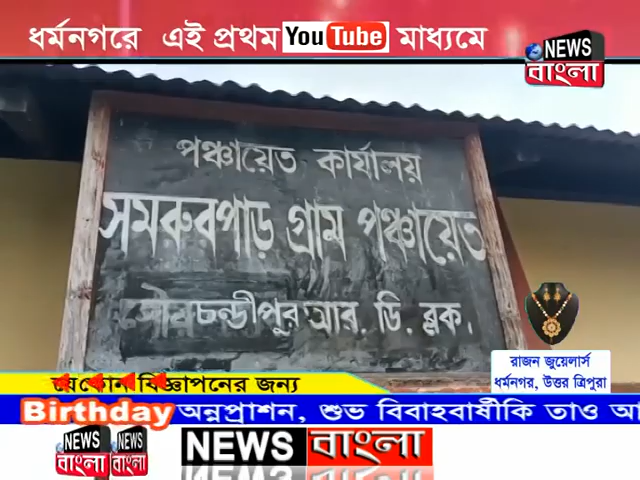 ধর্মনগরে এই প্রথম YouTube মাধ্যমে
NEWS
বাংলা
পঞ্চায়েত কার্যালয়
সমরুরপাড় গ্রাম পঞ্চায়েত
গৌরচন্ডীপুর আর. ডি. ব্লক.
রাজন জুয়েলার্স
ধর্মনগর, উত্তর ত্রিপুরা
যেকোন বিজ্ঞাপনের জন্য
Birthday অন্নপ্রাশন, শুভ বিবাহবার্ষীকি তাও
NEWS NEWS
বাংলা বাংলা
NEWS বাংলা